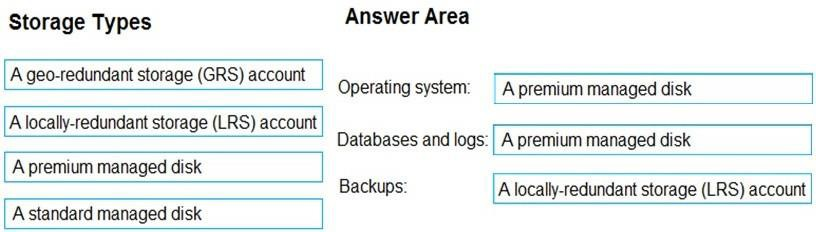 Storage Types
A geo-redundant storage (GRS) account
A locally-redundant storage (LRS) account
A premium managed disk
A standard managed disk
Answer Area
Operating system: A premium managed disk
Databases and logs: A premium managed disk
Backups: A locally-redundant storage (LRS) account